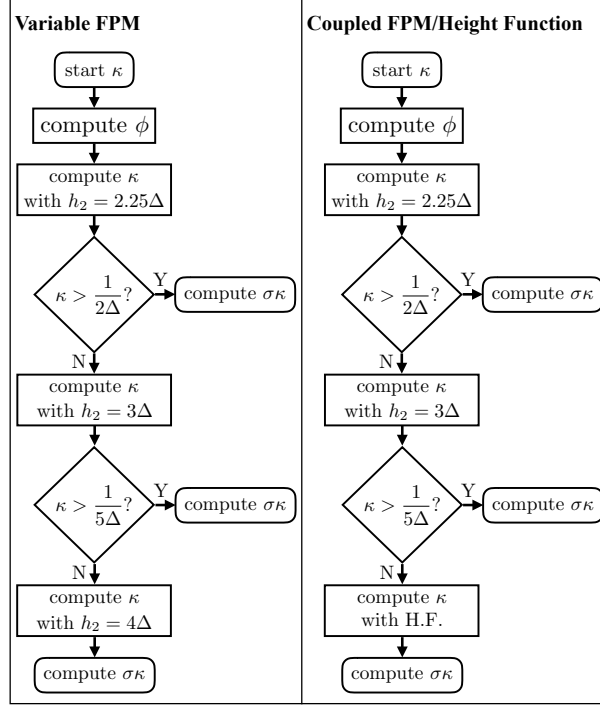 Variable FPM
start κ
compute ϕ
compute κ
with h₂ = 2.25Δ
κ > 1/2Δ?
Y
compute σκ
N
compute κ
with h₂ = 3Δ
κ > 1/5Δ?
Y
compute σκ
N
compute κ
with h₂ = 4Δ
compute σκ
Coupled FPM/Height Function
start κ
compute ϕ
compute κ
with h₂ = 2.25Δ
κ > 1/2Δ?
Y
compute σκ
N
compute κ
with h₂ = 3Δ
κ > 1/5Δ?
Y
compute σκ
N
compute κ
with H.F.
compute σκ